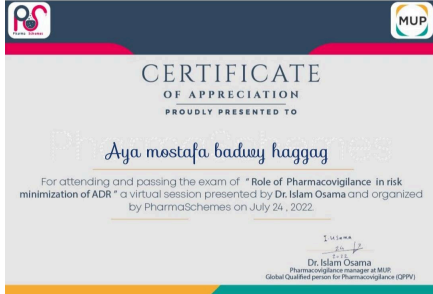 PS
Pharma Schemes
MUP
CERTIFICATE
OF APPRECIATION
PROUDLY PRESENTED TO
Aya mostafa badwy haggag
For attending and passing the exam of "Role of Pharmacovigilance in risk
minimization of ADR" a virtual session presented by Dr. Islam Osama and organized
by PharmaSchemes on July 24, 2022.
I usama
Dr. Islam Osama
Pharmacovigilance manager at MUP.
Global Qualified person for Pharmacovigilance (QPPV)